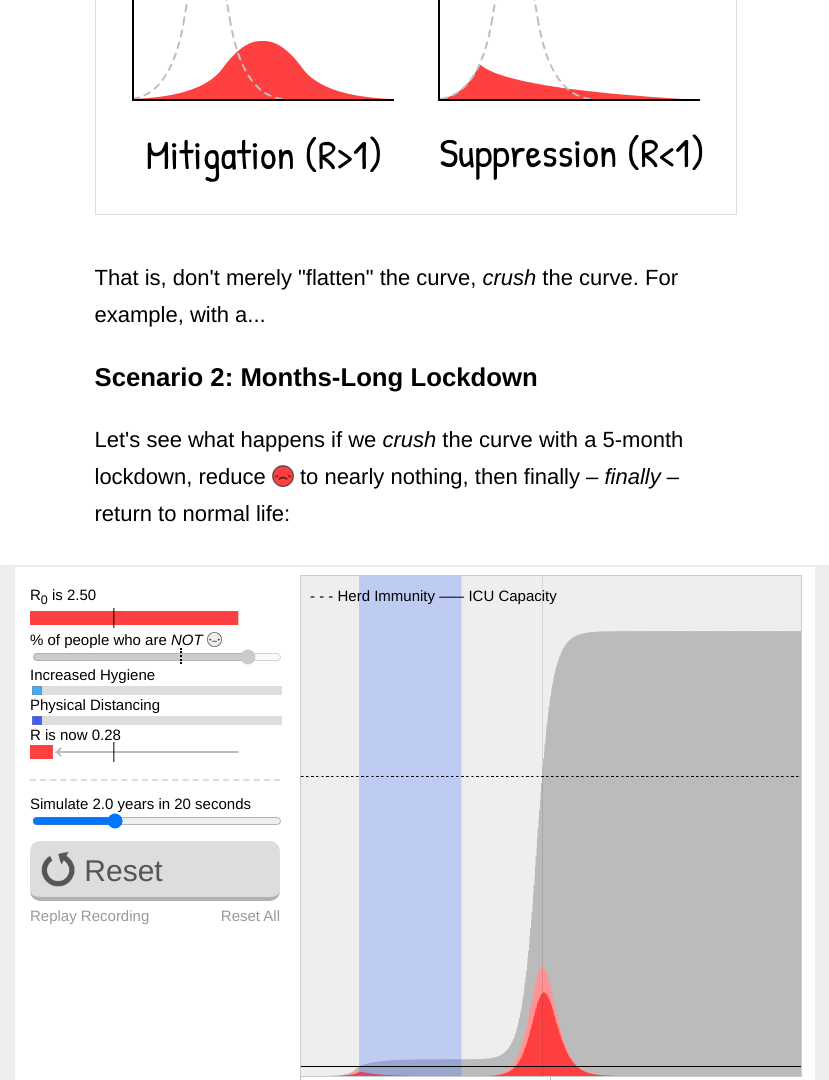 Mitigation (R>1)
Suppression (R<1)
That is, don't merely "flatten" the curve, crush the curve. For
example, with a...
Scenario 2: Months-Long Lockdown
Let's see what happens if we crush the curve with a 5-month
lockdown, reduce to nearly nothing, then finally – finally –
return to normal life:
R0 is 2.50
% of people who are NOT
Increased Hygiene
Physical Distancing
R is now 0.28
Simulate 2.0 years in 20 seconds
Reset
Replay Recording
Reset All
- - - Herd Immunity —— ICU Capacity